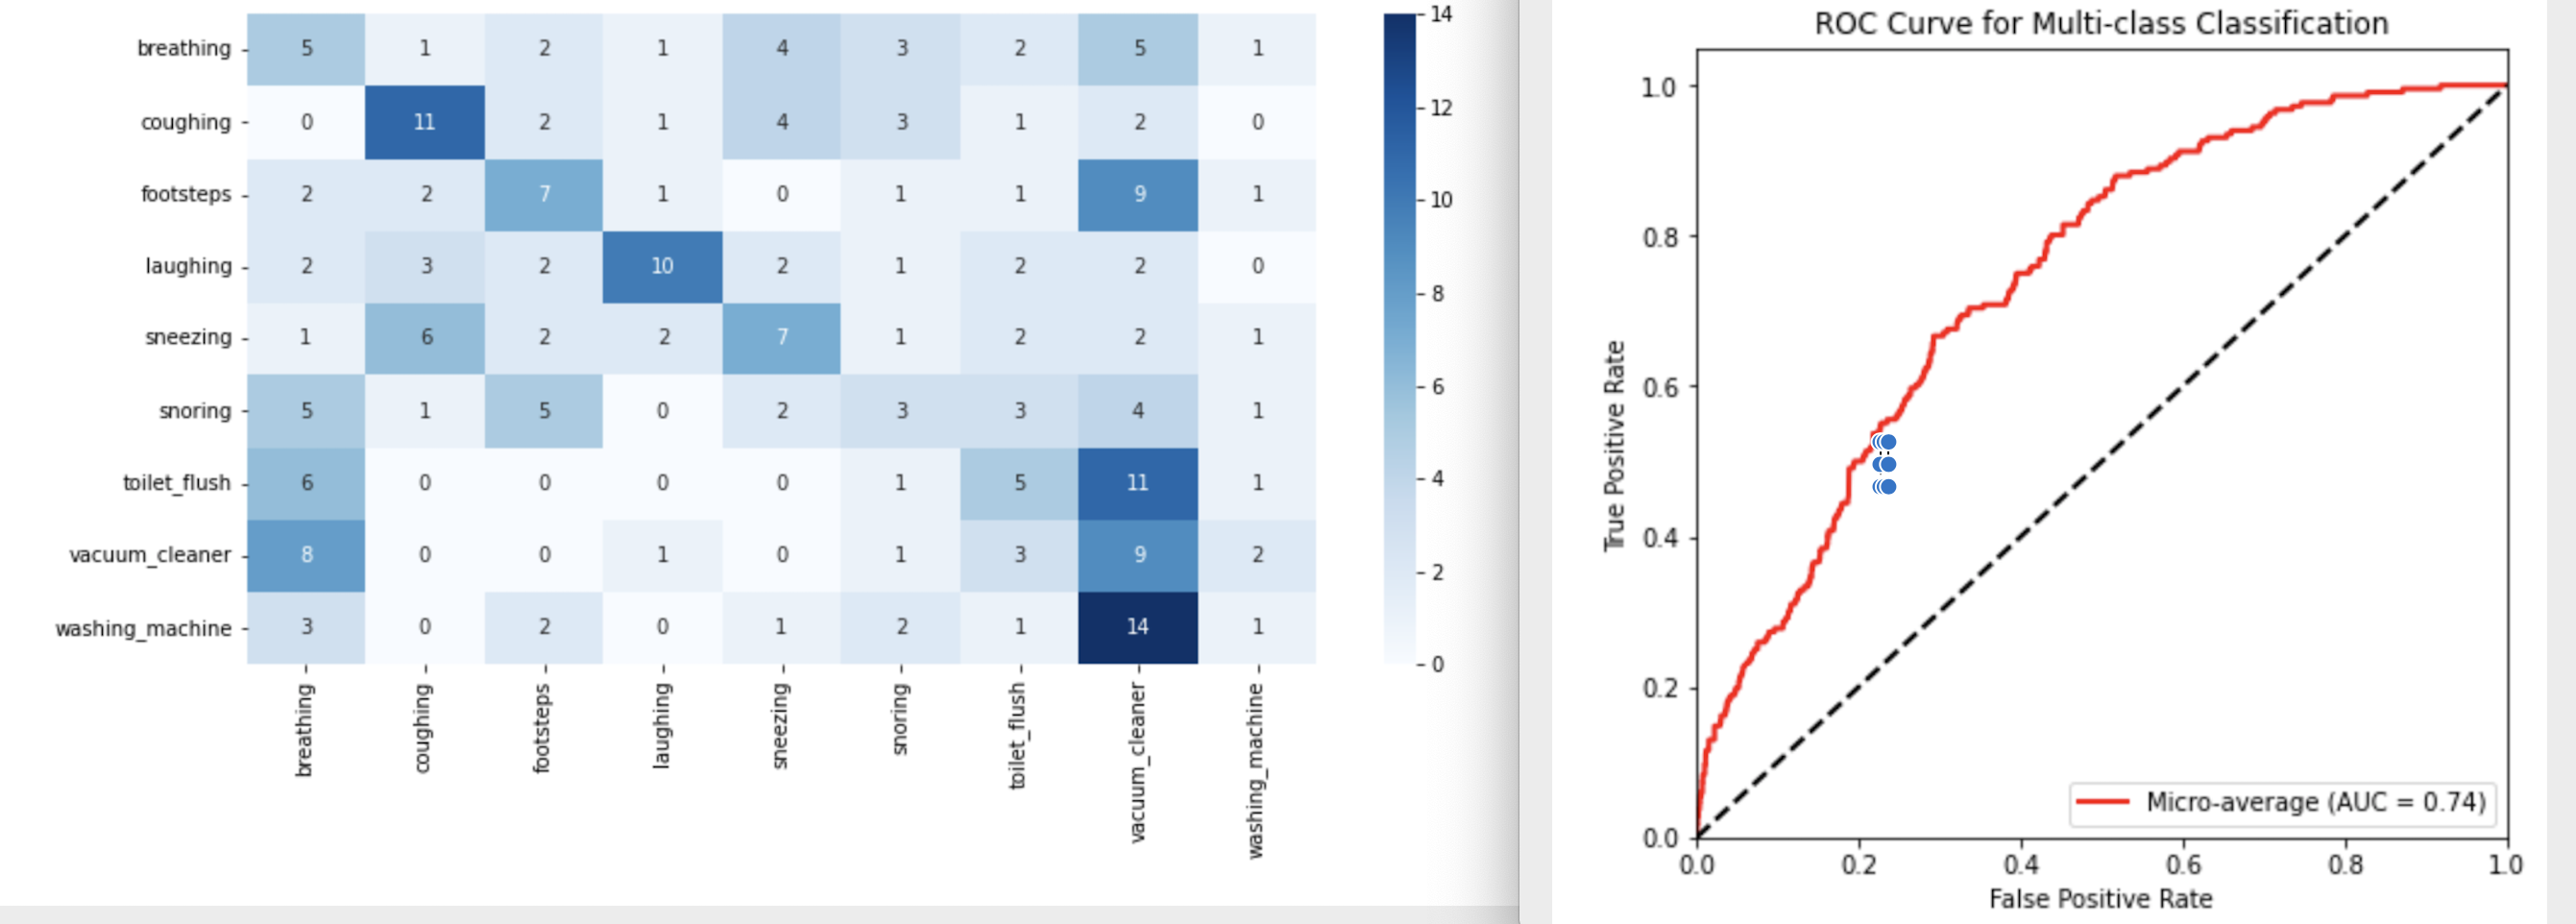 breathing 5 1 2 1 4 3 2 5 1
coughing 0 11 2 1 4 3 1 2 0
footsteps 2 2 7 1 0 1 1 9 1
laughing 2 3 2 10 2 1 2 2 0
sneezing 1 6 2 2 7 1 2 2 1
snoring 5 1 5 0 2 3 3 4 1
toilet_flush 6 0 0 0 0 1 5 11 1
vacuum_cleaner 8 0 0 1 0 1 3 9 2
washing_machine 3 0 2 0 1 2 1 14 1
breathing
coughing
footsteps
laughing
sneezing
snoring
toilet_flush
vacuum_cleaner
washing_machine
14
12
10
8
6
4
2
0
ROC Curve for Multi-class Classification
True Positive Rate
1.0
0.8
0.6
0.4
0.2
0.0
Micro-average (AUC = 0.74)
0.0 0.2 0.4 0.6 0.8 1.0
False Positive Rate